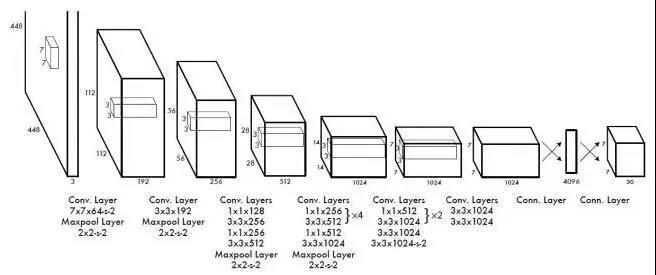 448
7
7
448
3
112
3
3
112
192
56
3
3
56
256
28
3
3
28
512
14
3
3
14
1024
7
3
3
7
1024
7
7
1024
4096
7
7
30
Conv. Layer
7x7x64-s-2
Maxpool Layer
2x2-s-2
Conv. Layer
3x3x192
Maxpool Layer
2x2-s-2
Conv. Layers
1x1x128
3x3x256
1x1x256
3x3x512
Maxpool Layer
2x2-s-2
Conv. Layers
1x1x256
3x3x512 }×4
1x1x512
3x3x1024
Maxpool Layer
2x2-s-2
Conv. Layers
1x1x512
3x3x1024 }×2
3x3x1024
3x3x1024-s-2
Conv. Layers
3x3x1024
3x3x1024
Conn. Layer
Conn. Layer